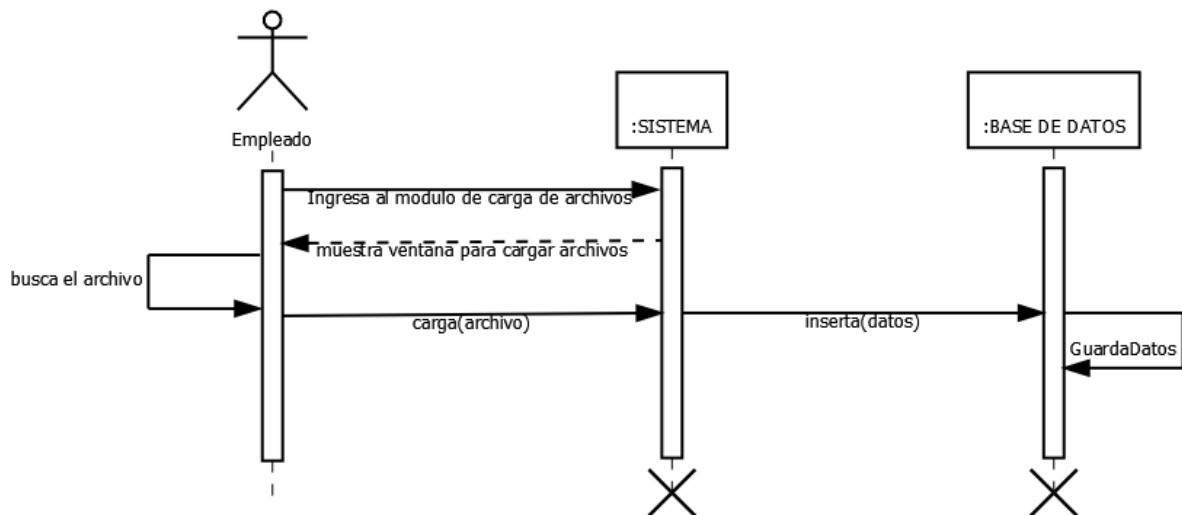 Empleado
:SISTEMA
:BASE DE DATOS
Ingresa al modulo de carga de archivos
muestra ventana para cargar archivos
busca el archivo
carga(archivo)
inserta(datos)
GuardaDatos